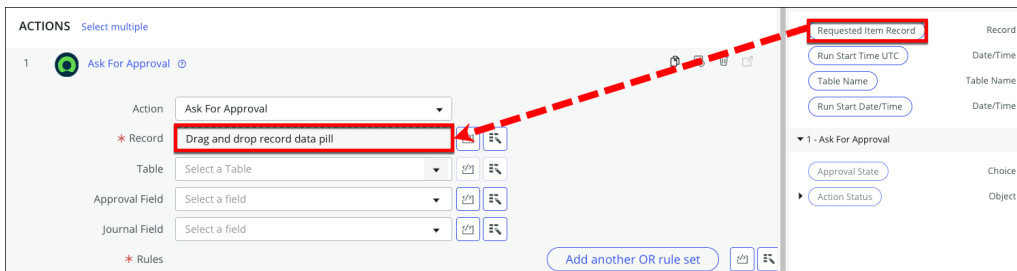 ACTIONS Select multiple
1 Ask For Approval
Action Ask For Approval
* Record Drag and drop record data pill
Table Select a Table
Approval Field Select a field
Journal Field Select a field
* Rules Add another OR rule set
Requested Item Record Record
Run Start Time UTC Date/Time
Table Name Table Name
Run Start Date/Time Date/Time
1 - Ask For Approval
Approval State Choice
Action Status Object